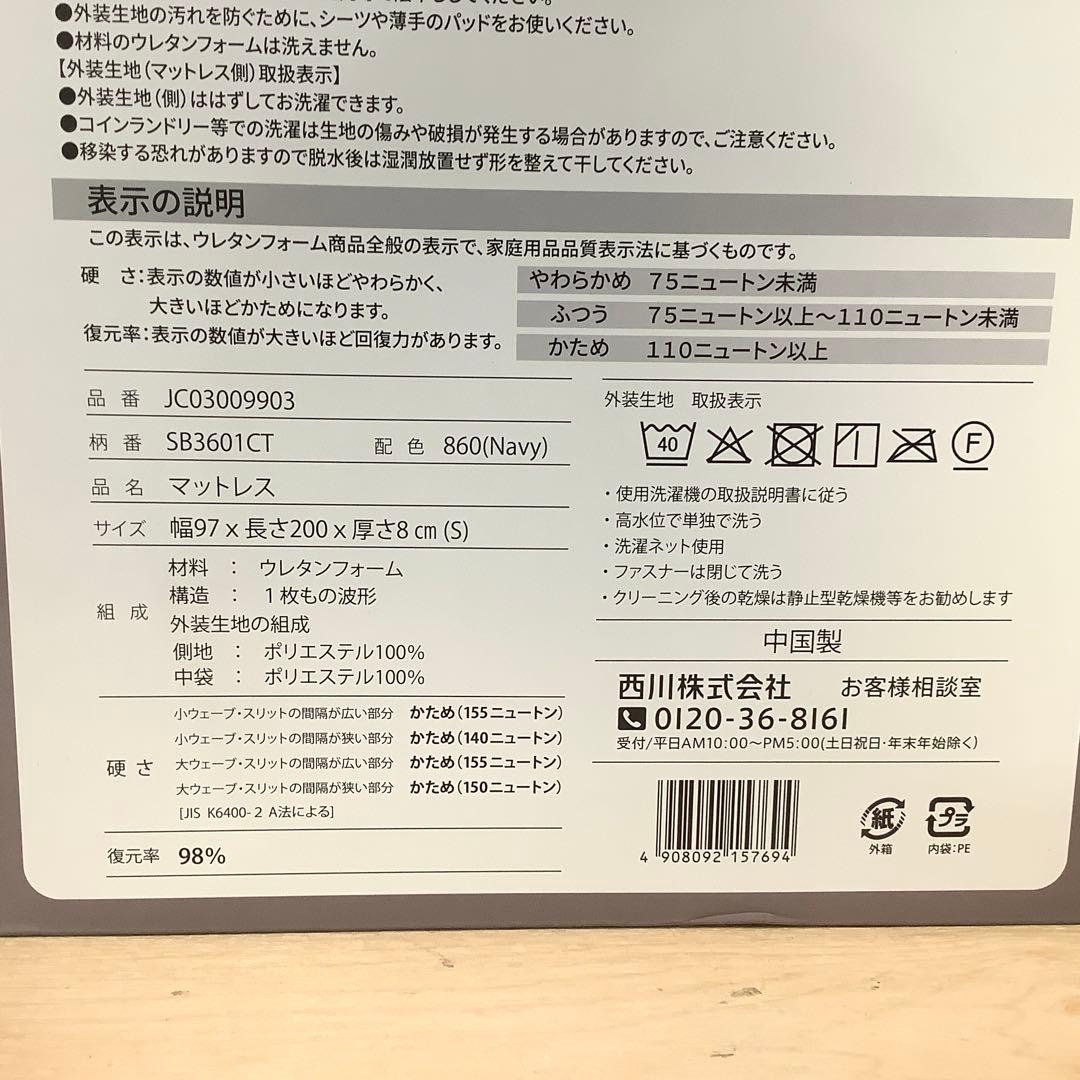 ●外装生地の汚れを防ぐために、シーツや薄手のパッドをお使いください。
●材料のウレタンフォームは洗えません。
【外装生地(マットレス側)取扱表示】
●外装生地(側)ははずしてお洗濯できます。
●コインランドリー等での洗濯は生地の傷みや破損が発生する場合がありますので、ご注意ください。
●移染する恐れがありますので脱水後は湿潤放置せず形を整えて干してください。
表示の説明
この表示は、ウレタンフォーム商品全般の表示で、家庭用品品質表示法に基づくものです。
硬 さ:表示の数値が小さいほどやわらかく、
大きいほどかためになります。
復元率:表示の数値が大きいほど回復力があります。
やわらかめ 75ニュートン未満
ふつう 75ニュートン以上〜110ニュートン未満
かため 110ニュートン以上
品 番 JC03009903
柄 番 SB3601CT 配 色 860(Navy)
品 名 マットレス
サイズ 幅97 x 長さ200 x 厚さ8 cm (S)
組 成
材料 : ウレタンフォーム
構造 : 1枚もの波形
外装生地の組成
側地 : ポリエステル100%
中袋 : ポリエステル100%
硬 さ
小ウェーブ・スリットの間隔が広い部分 かため(155ニュートン)
小ウェーブ・スリットの間隔が狭い部分 かため(140ニュートン)
大ウェーブ・スリットの間隔が広い部分 かため(155ニュートン)
大ウェーブ・スリットの間隔が狭い部分 かため(150ニュートン)
[JIS K6400-2 A法による]
復元率 98%
外装生地 取扱表示
40 F
・使用洗濯機の取扱説明書に従う
・高水位で単独で洗う
・洗濯ネット使用
・ファスナーは閉じて洗う
・クリーニング後の乾燥は静止型乾燥機等をお勧めします
中国製
西川株式会社 お客様相談室
0120-36-8161
受付/平日AM10:00〜PM5:00(土日祝日・年末年始除く)
4 908092 157694
紙 プラ
外箱 内袋:PE